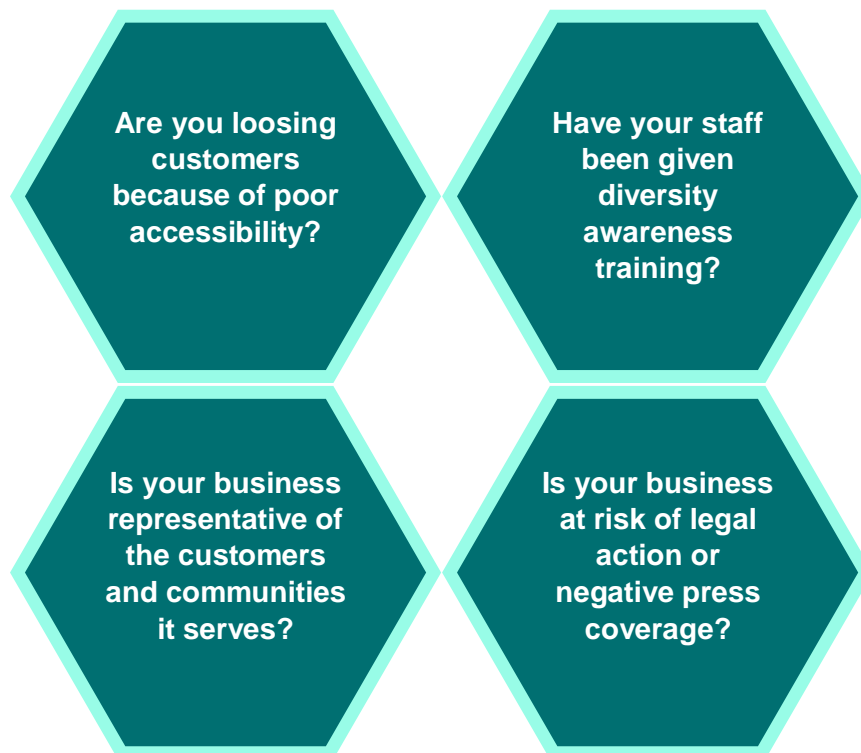 Are you loosing
customers
because of poor
accessibility?
Have your staff
been given
diversity
awareness
training?
Is your business
representative of
the customers
and communities
it serves?
Is your business
at risk of legal
action or
negative press
coverage?